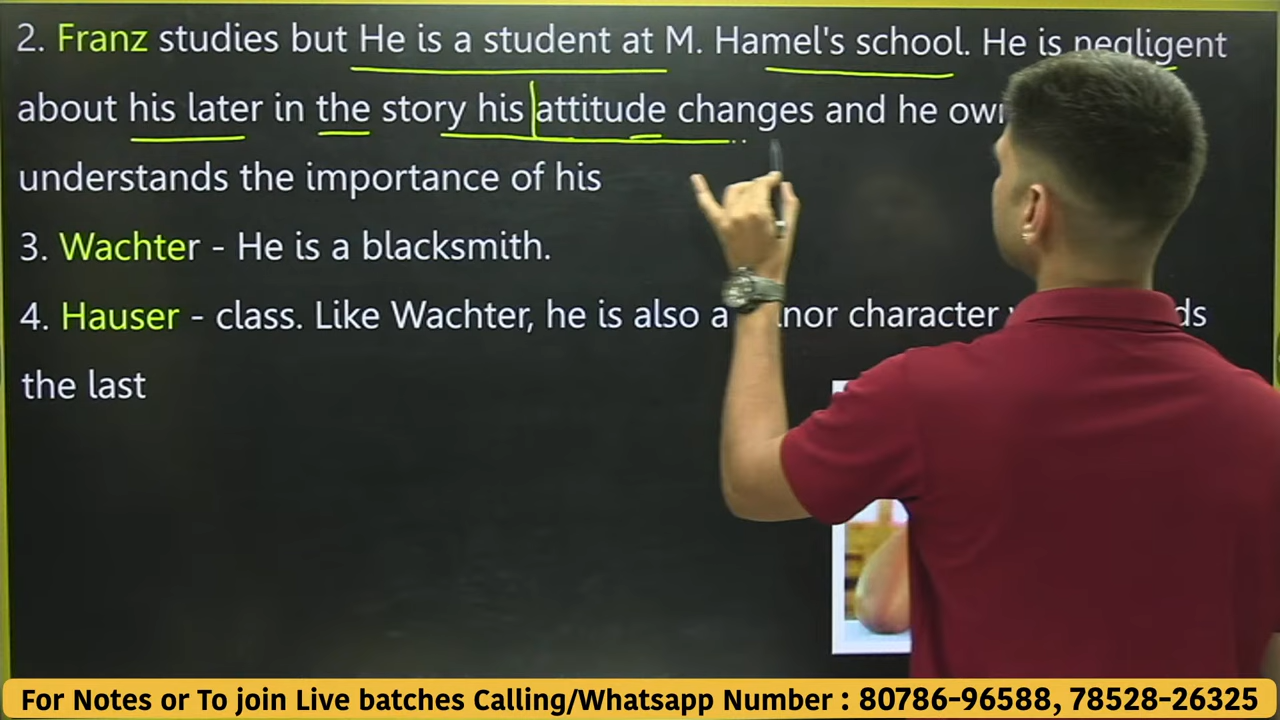 2. Franz studies but He is a student at M. Hamel's school. He is negligent
about his later in the story his attitude changes and he
understands the importance of his
3. Wachter - He is a blacksmith.
4. Hauser - class. Like Wachter, he is also a character
the last
For Notes or To join Live batches Calling/Whatsapp Number : 80786-96588, 78528-26325